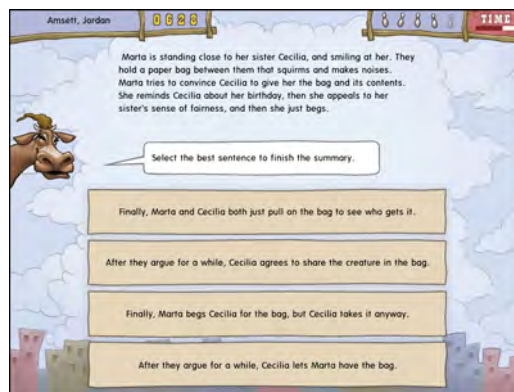 Amsett, Jordan
0628
TIME
Marta is standing close to her sister Cecilia, and smiling at her. They
hold a paper bag between them that squirms and makes noises.
Marta tries to convince Cecilia to give her the bag and its contents.
She reminds Cecilia about her birthday, then she appeals to her
sister's sense of fairness, and then she just begs.
Select the best sentence to finish the summary.
Finally, Marta and Cecilia both just pull on the bag to see who gets it.
After they argue for a while, Cecilia agrees to share the creature in the bag.
Finally, Marta begs Cecilia for the bag, but Cecilia takes it anyway.
After they argue for a while, Cecilia lets Marta have the bag.